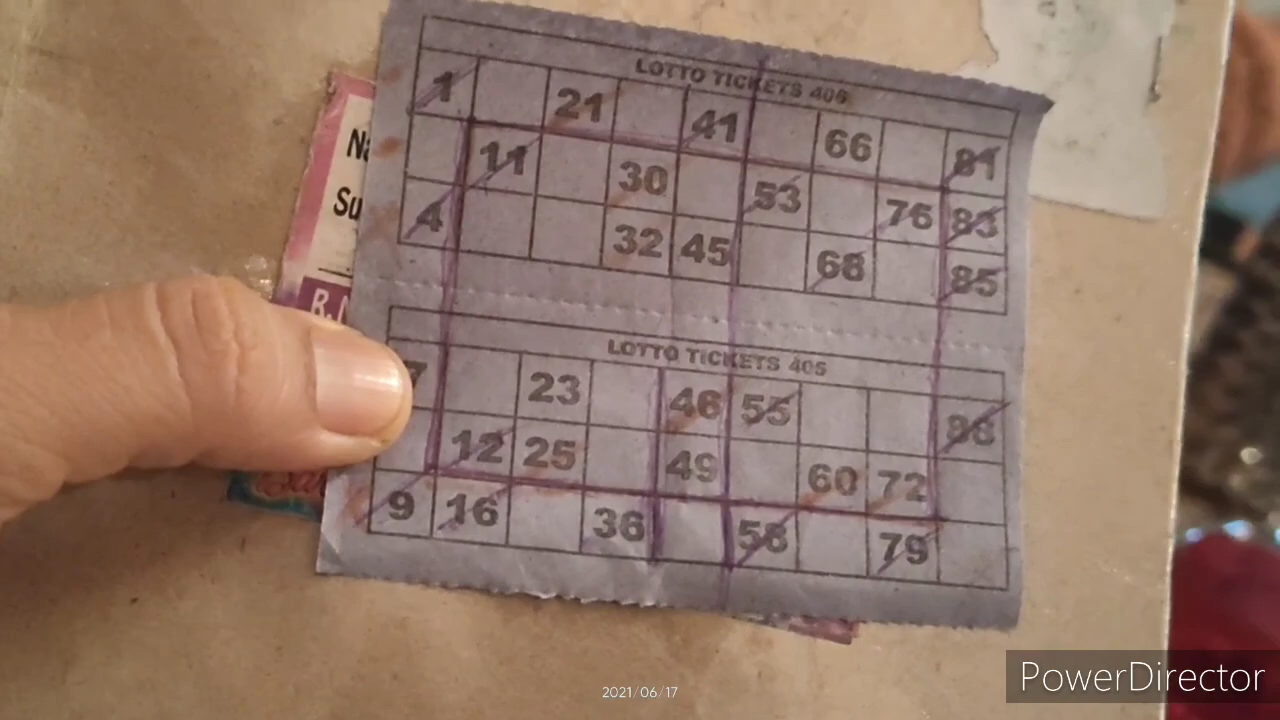 LOTTO TICKETS 406
1 21 41 66 81
11 30 53 76 83
4 32 45 68 85
Su
LOTTO TICKETS 405
7 23 46 55 86
12 25 49 60 72
9 16 36 58 79
2021/06/17
PowerDirector